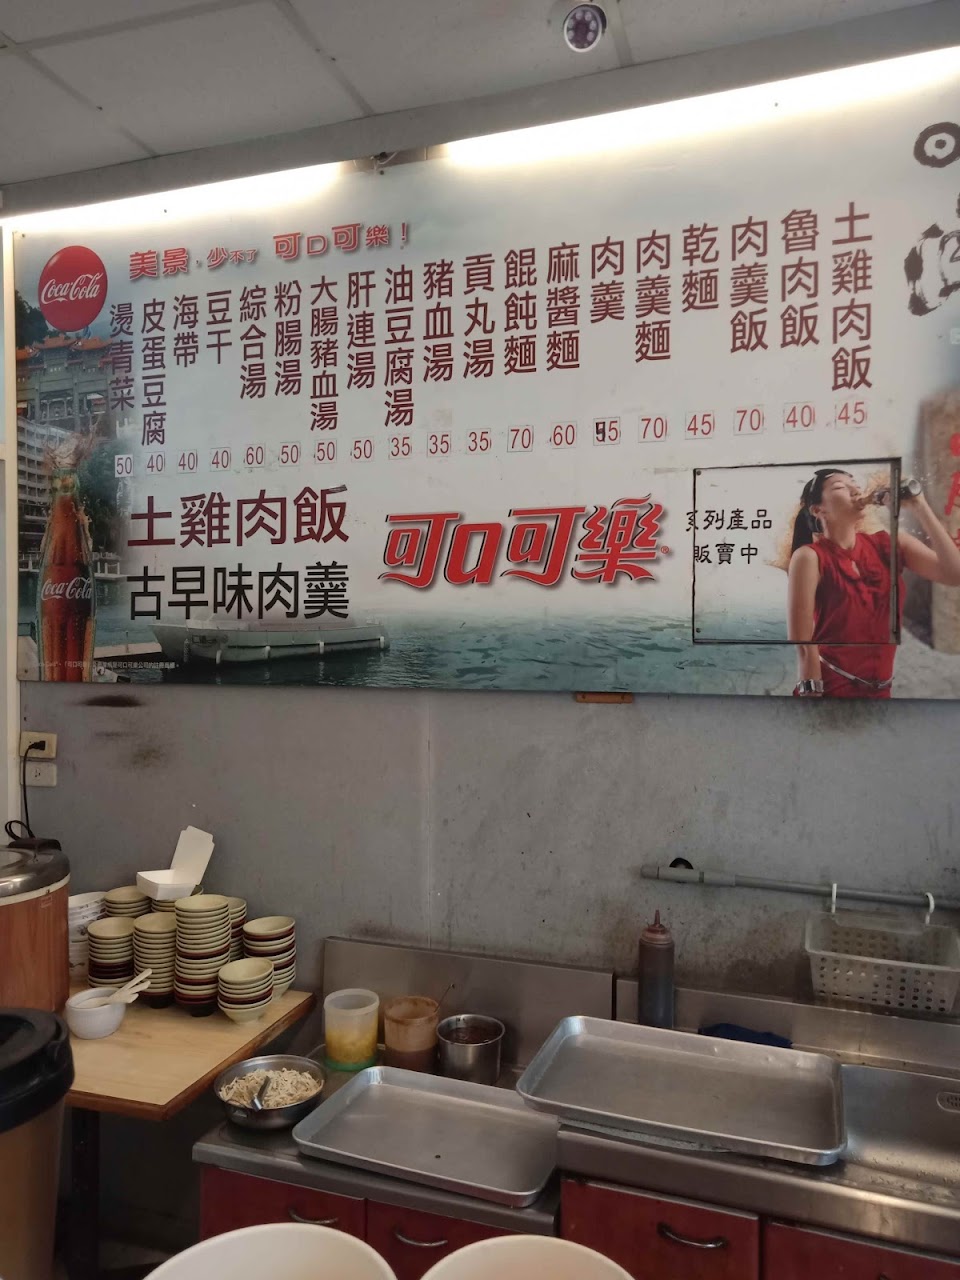 美景,少不了 可口可樂!
Coca-Cola
土雞肉飯 45
魯肉飯 40
肉羹飯 70
乾麵 45
肉羹麵 70
肉羹
麻醬麵 60
餛飩麵 70
貢丸湯 35
豬血湯 35
油豆腐湯 35
肝連湯 50
大腸豬血湯 50
粉腸湯 50
綜合湯 60
豆干 40
海帶 40
皮蛋豆腐 40
燙青菜 50
土雞肉飯
古早味肉羹
可口可樂®
系列產品
販賣中
Coca-Cola